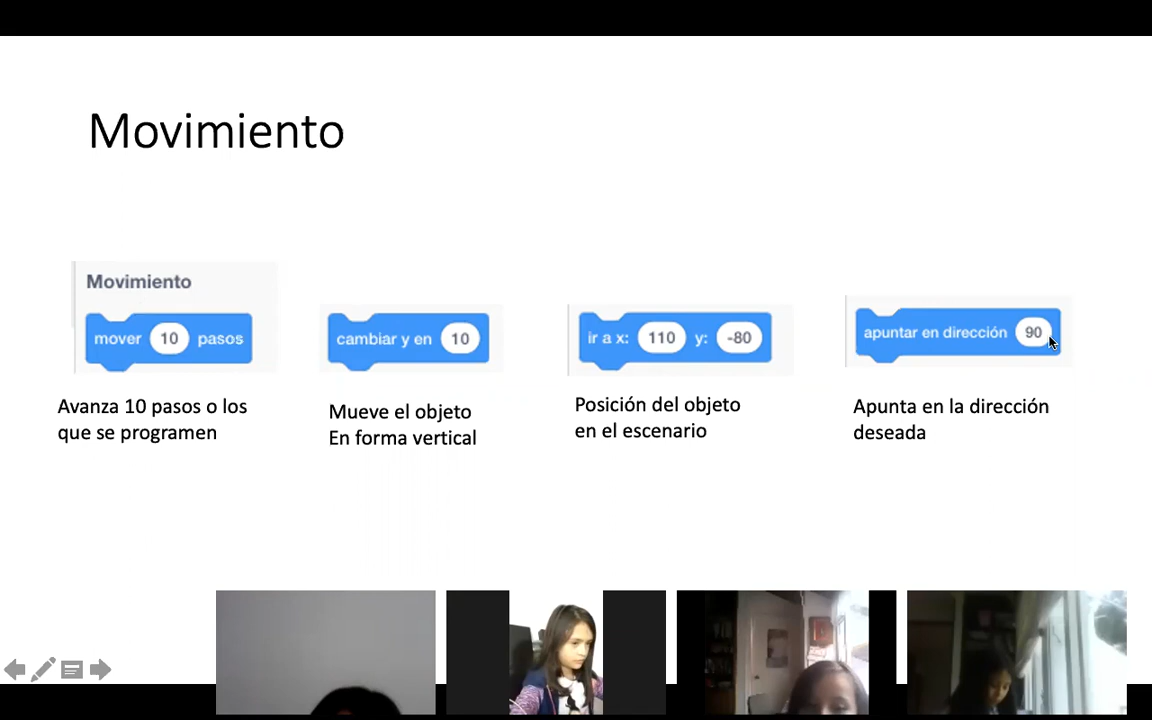 Movimiento
Movimiento
mover 10 pasos
cambiar y en 10
ir a x: 110 y: -80
apuntar en dirección 90
Avanza 10 pasos o los
que se programen
Mueve el objeto
En forma vertical
Posición del objeto
en el escenario
Apunta en la dirección
deseada